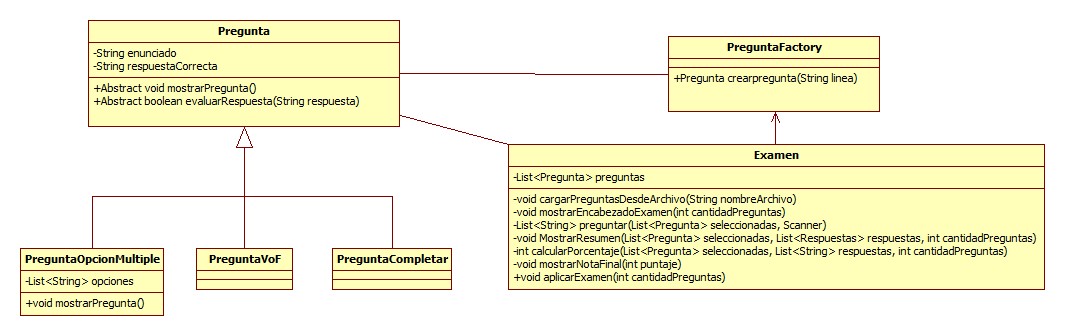 Pregunta
-String enunciado
-String respuestaCorrecta
+Abstract void mostrarPregunta()
+Abstract boolean evaluarRespuesta(String respuesta)
PreguntaFactory
+Pregunta crearpregunta(String linea)
Examen
-List<Pregunta> preguntas
-void cargarPreguntasDesdeArchivo(String nombreArchivo)
-void mostrarEncabezadoExamen(int cantidadPreguntas)
-List<String> preguntar(List<Pregunta> seleccionadas, Scanner)
-void MostrarResumen(List<Pregunta> seleccionadas, List<Respuestas> respuestas, int cantidadPreguntas)
-int calcularPorcentaje(List<Pregunta> seleccionadas, List<String> respuestas, int cantidadPreguntas)
-void mostrarNotaFinal(int puntaje)
+void aplicarExamen(int cantidadPreguntas)
PreguntaOpcionMultiple
-List<String> opciones
+void mostrarPregunta()
PreguntaVoF
PreguntaCompletar